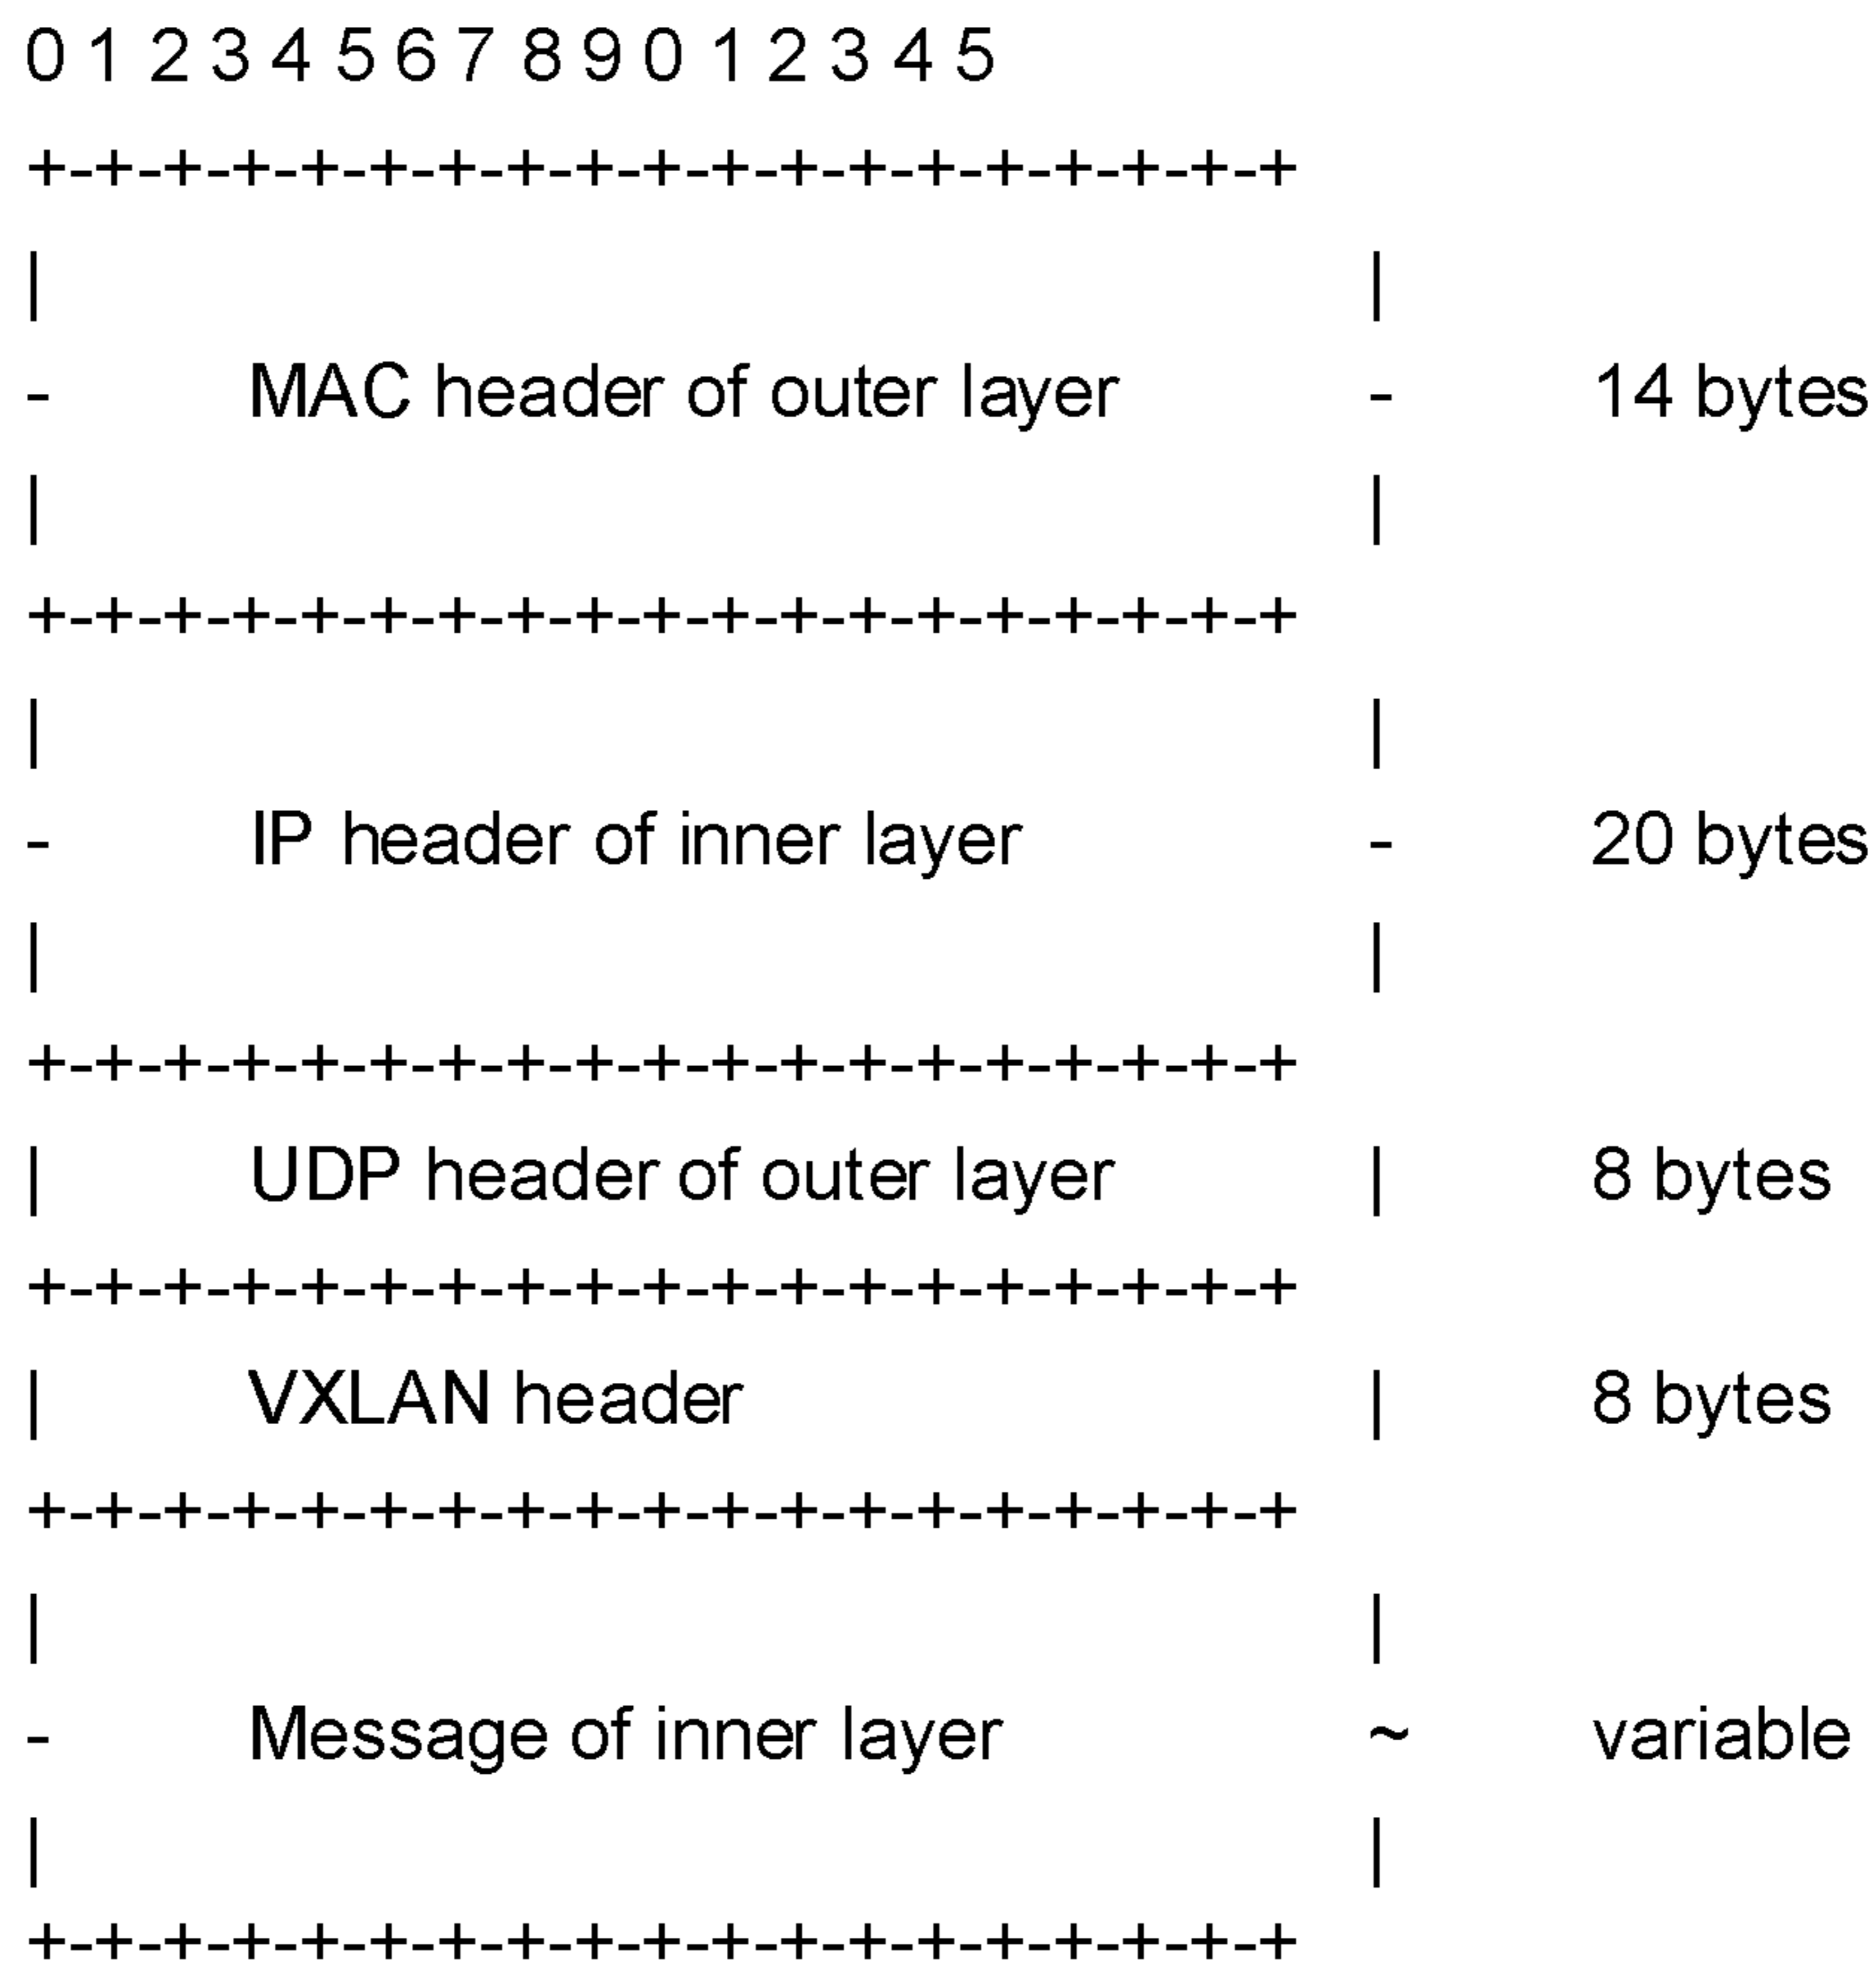 0 1 2 3 4 5 6 7 8 9 0 1 2 3 4 5
+-+-+-+-+-+-+-+-+-+-+-+-+-+-+-+-+-+-+
| |
- MAC header of outer layer - 14 bytes
| |
+-+-+-+-+-+-+-+-+-+-+-+-+-+-+-+-+-+-+
| |
- IP header of inner layer - 20 bytes
| |
+-+-+-+-+-+-+-+-+-+-+-+-+-+-+-+-+-+-+
| UDP header of outer layer | 8 bytes
+-+-+-+-+-+-+-+-+-+-+-+-+-+-+-+-+-+-+
| VXLAN header | 8 bytes
+-+-+-+-+-+-+-+-+-+-+-+-+-+-+-+-+-+-+
| |
- Message of inner layer ~ variable
| |
+-+-+-+-+-+-+-+-+-+-+-+-+-+-+-+-+-+-+